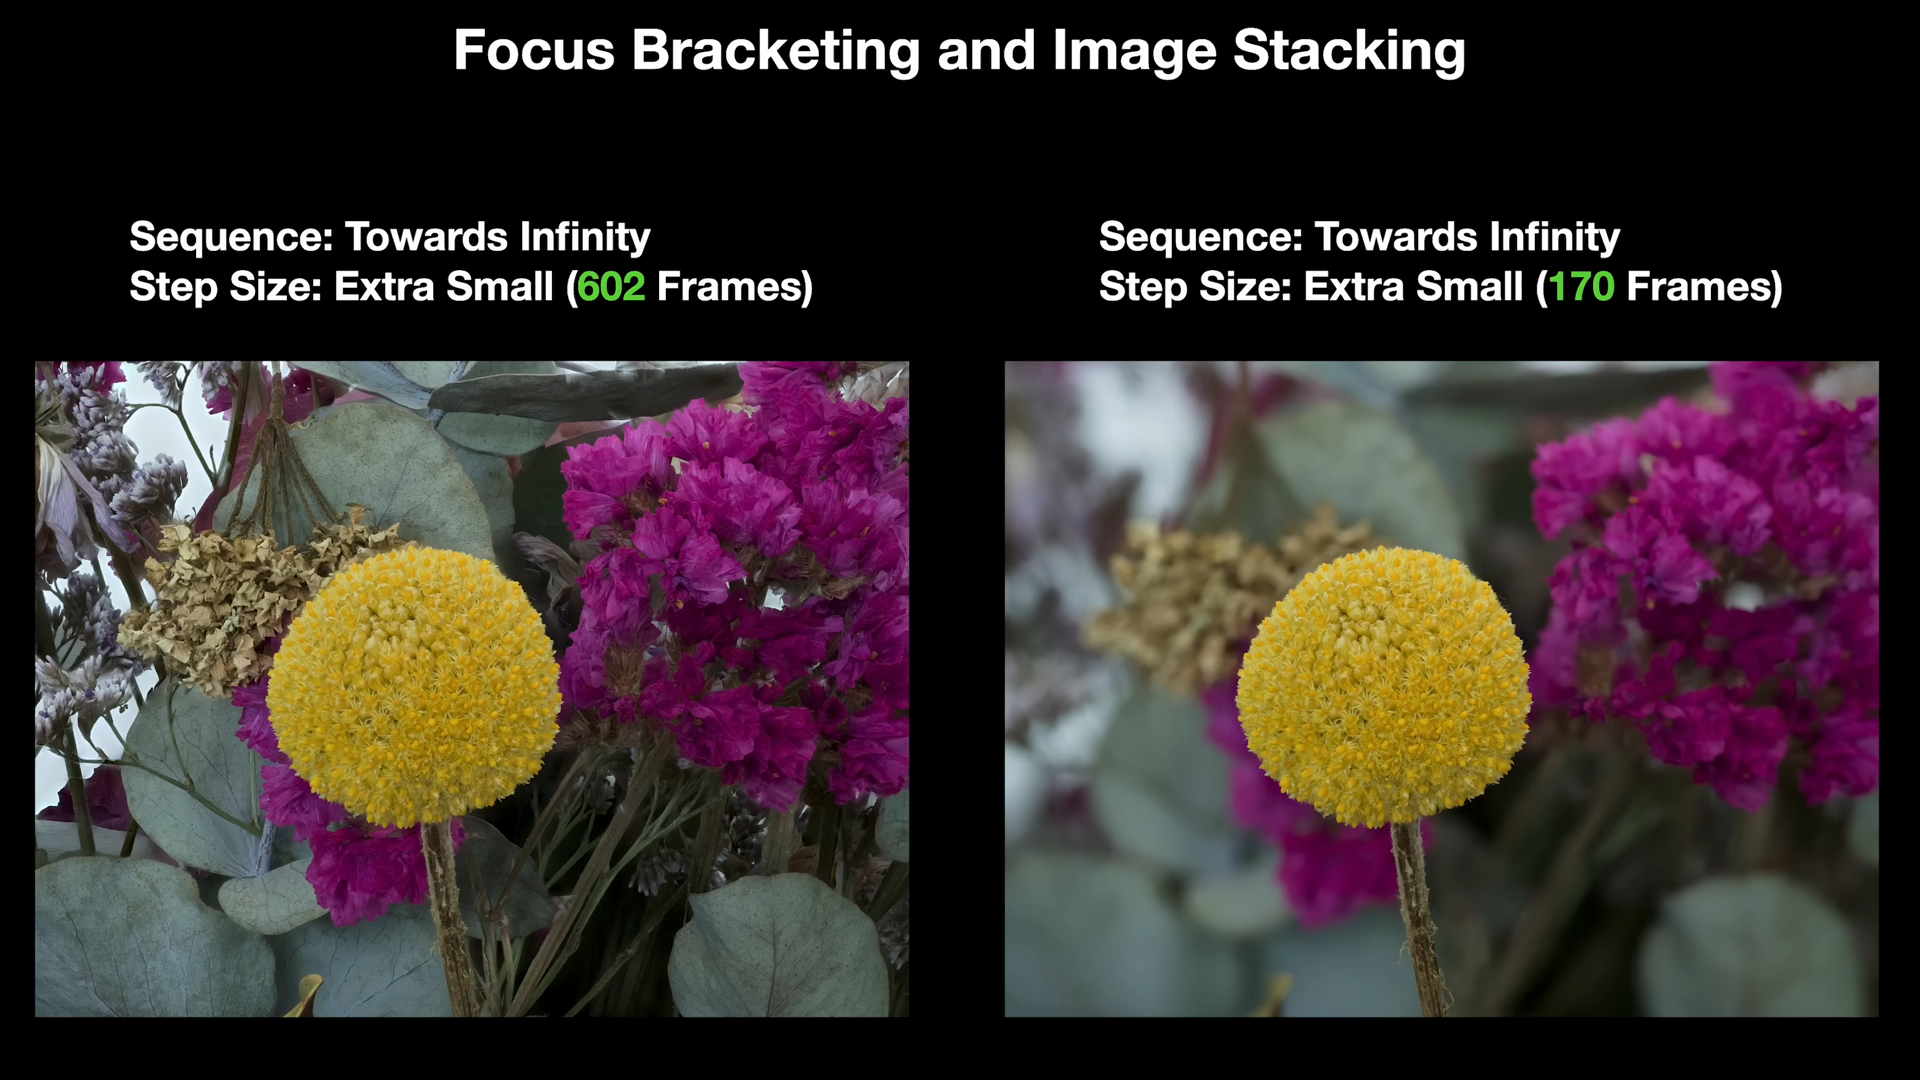 Focus Bracketing and Image Stacking
Sequence: Towards Infinity
Step Size: Extra Small (602 Frames)
Sequence: Towards Infinity
Step Size: Extra Small (170 Frames)